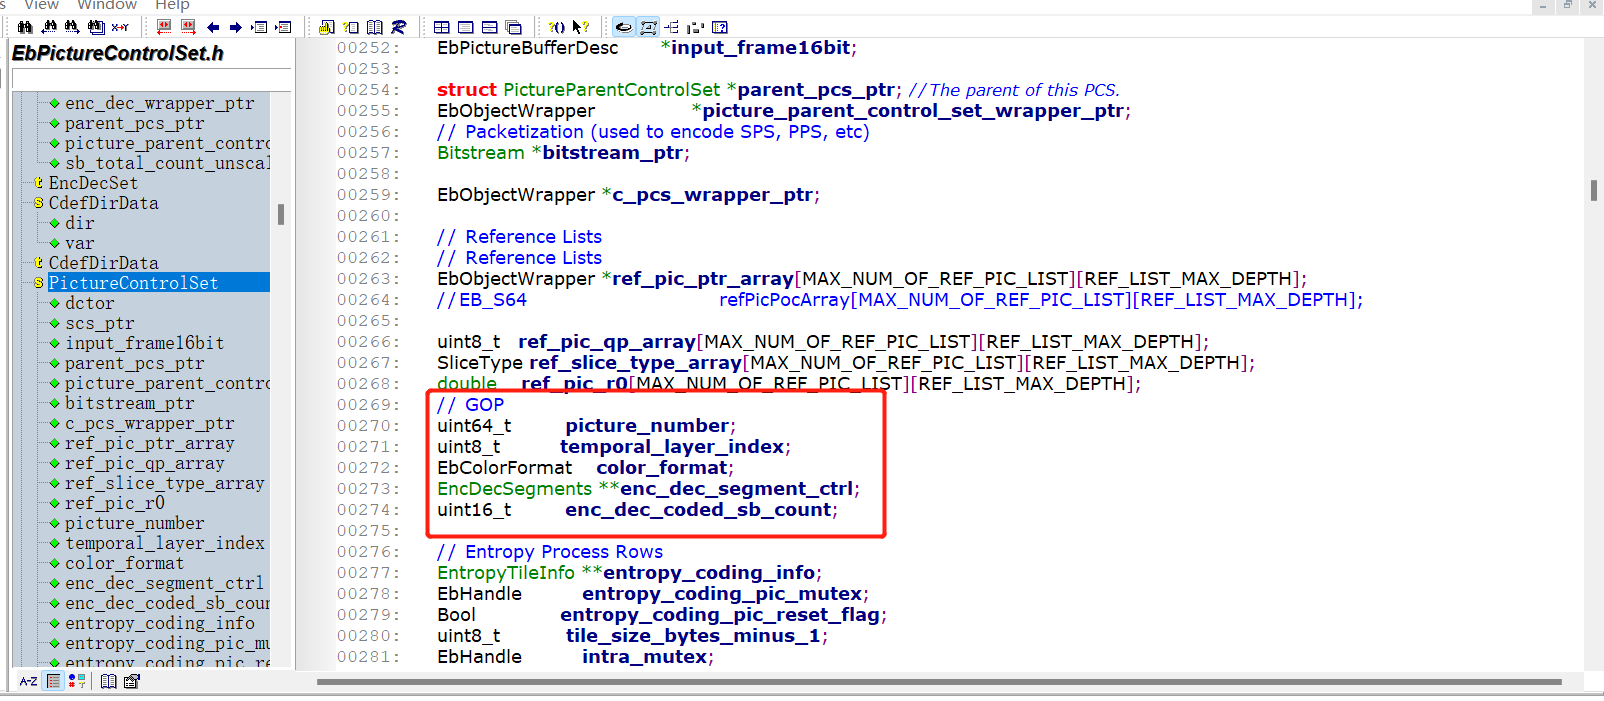 View Window Help
EbPictureControlSet.h
enc_dec_wrapper_ptr
parent_pcs_ptr
picture_parent_contro
sb_total_count_unscal
EncDecSet
CdefDirData
dir
var
CdefDirData
PictureControlSet
dctor
scs_ptr
input_frame16bit
parent_pcs_ptr
picture_parent_contro
bitstream_ptr
c_pcs_wrapper_ptr
ref_pic_ptr_array
ref_pic_qp_array
ref_slice_type_array
ref_pic_r0
picture_number
temporal_layer_index
color_format
enc_dec_segment_ctrl
enc_dec_coded_sb_cour
entropy_coding_info
entropy_coding_pic_mu
entropy_coding_pic_re
A-Z
00252: EbPictureBufferDesc *input_frame16bit;
00253:
00254: struct PictureParentControlSet *parent_pcs_ptr; //The parent of this PCS.
00255: EbObjectWrapper *picture_parent_control_set_wrapper_ptr;
00256: // Packetization (used to encode SPS, PPS, etc)
00257: Bitstream *bitstream_ptr;
00258:
00259: EbObjectWrapper *c_pcs_wrapper_ptr;
00260:
00261: // Reference Lists
00262: // Reference Lists
00263: EbObjectWrapper *ref_pic_ptr_array[MAX_NUM_OF_REF_PIC_LIST][REF_LIST_MAX_DEPTH];
00264: //EB_S64 refPicPocArray[MAX_NUM_OF_REF_PIC_LIST][REF_LIST_MAX_DEPTH];
00265:
00266: uint8_t ref_pic_qp_array[MAX_NUM_OF_REF_PIC_LIST][REF_LIST_MAX_DEPTH];
00267: SliceType ref_slice_type_array[MAX_NUM_OF_REF_PIC_LIST][REF_LIST_MAX_DEPTH];
00268: double ref_pic_r0[MAX_NUM_OF_REF_PIC_LIST][REF_LIST_MAX_DEPTH];
00269: // GOP
00270: uint64_t picture_number;
00271: uint8_t temporal_layer_index;
00272: EbColorFormat color_format;
00273: EncDecSegments **enc_dec_segment_ctrl;
00274: uint16_t enc_dec_coded_sb_count;
00275:
00276: // Entropy Process Rows
00277: EntropyTileInfo **entropy_coding_info;
00278: EbHandle entropy_coding_pic_mutex;
00279: Bool entropy_coding_pic_reset_flag;
00280: uint8_t tile_size_bytes_minus_1;
00281: EbHandle intra_mutex;